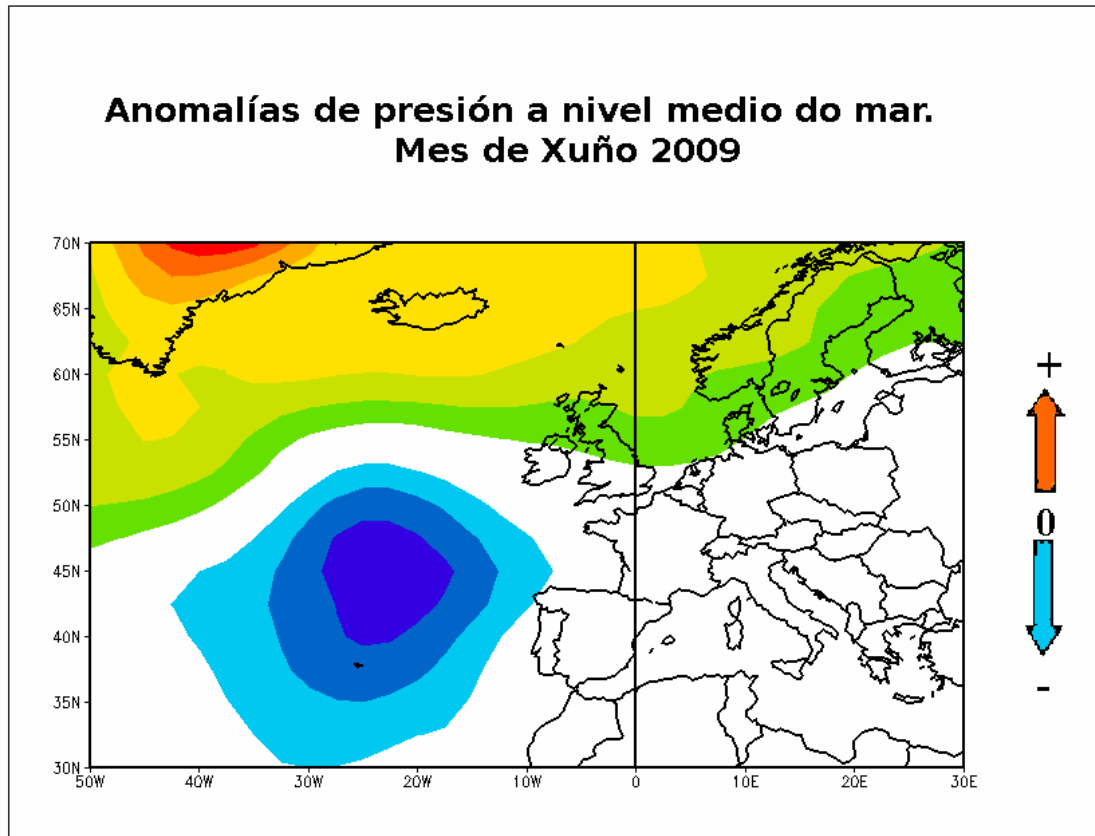 Anomalías de presión a nivel medio do mar.
Mes de Xuño 2009
70N
65N
60N
55N
50N
45N
40N
35N
30N
50W 40W 30W 20W 10W 0 10E 20E 30E
+
0
-